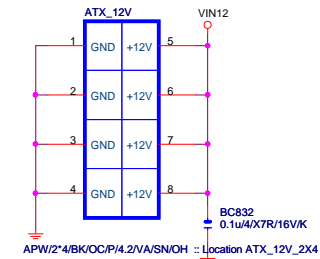 ATX_12V
VIN12
1 GND +12V 5
2 GND +12V 6
3 GND +12V 7
4 GND +12V 8
BC832
0.1u/4/X7R/16V/K
APW/2*4/BK/OC/P/4.2/VA/SN/OH :: Location ATX_12V_2X4